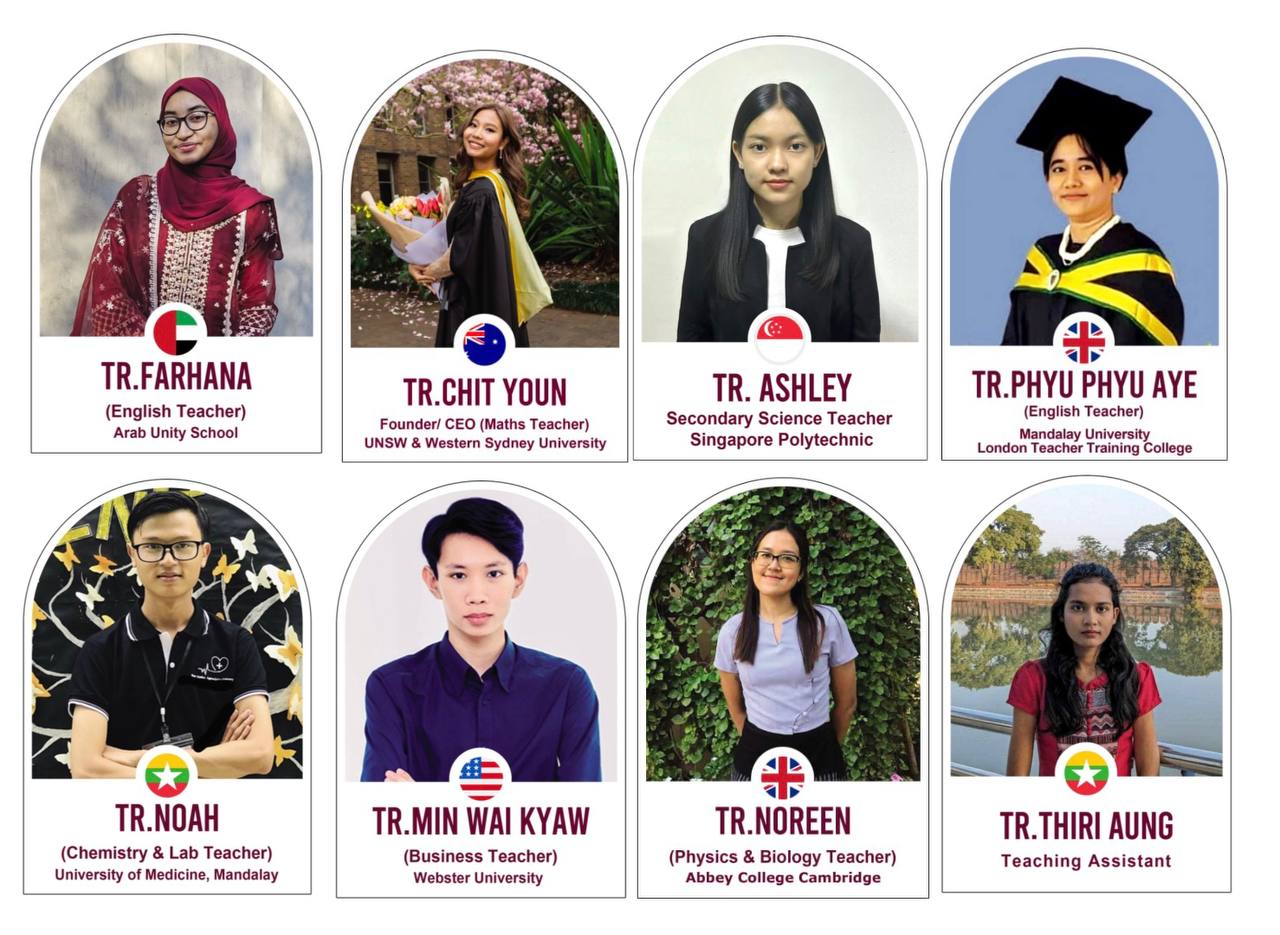 TR.FARHANA
(English Teacher)
Arab Unity School
TR.CHIT YOUN
Founder/ CEO (Maths Teacher)
UNSW & Western Sydney University
TR. ASHLEY
Secondary Science Teacher
Singapore Polytechnic
TR.PHYU PHYU AYE
(English Teacher)
Mandalay University
London Teacher Training College
TR.NOAH
(Chemistry & Lab Teacher)
University of Medicine, Mandalay
TR.MIN WAI KYAW
(Business Teacher)
Webster University
TR.NOREEN
(Physics & Biology Teacher)
Abbey College Cambridge
TR.THIRI AUNG
Teaching Assistant